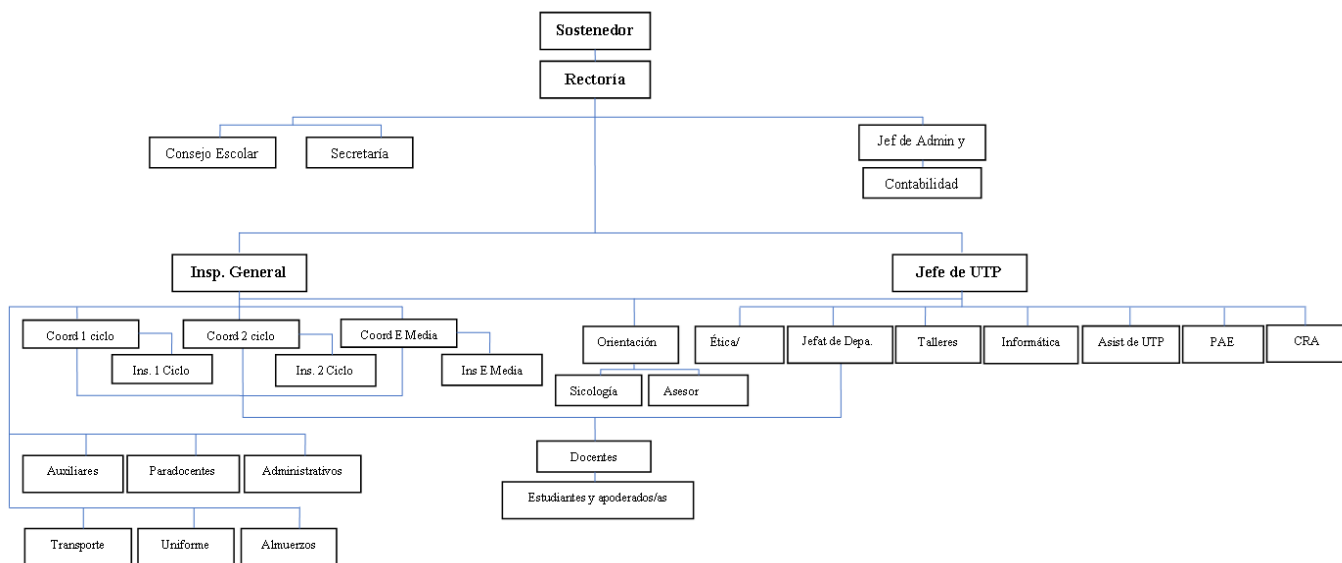 Sostenedor
Rectoría
Consejo Escolar
Secretaría
Jef de Admin y
Contabilidad
Insp. General
Jefe de UTP
Coord 1 ciclo
Coord 2 ciclo
Coord E Media
Orientación
Ética/
Jefat de Depa.
Talleres
Informática
Asist de UTP
PAE
CRA
Ins. 1 Ciclo
Ins. 2 Ciclo
Ins E Media
Sicología
Asesor
Docentes
Auxiliares
Paradocentes
Administrativos
Estudiantes y apoderados/as
Transporte
Uniforme
Almuerzos